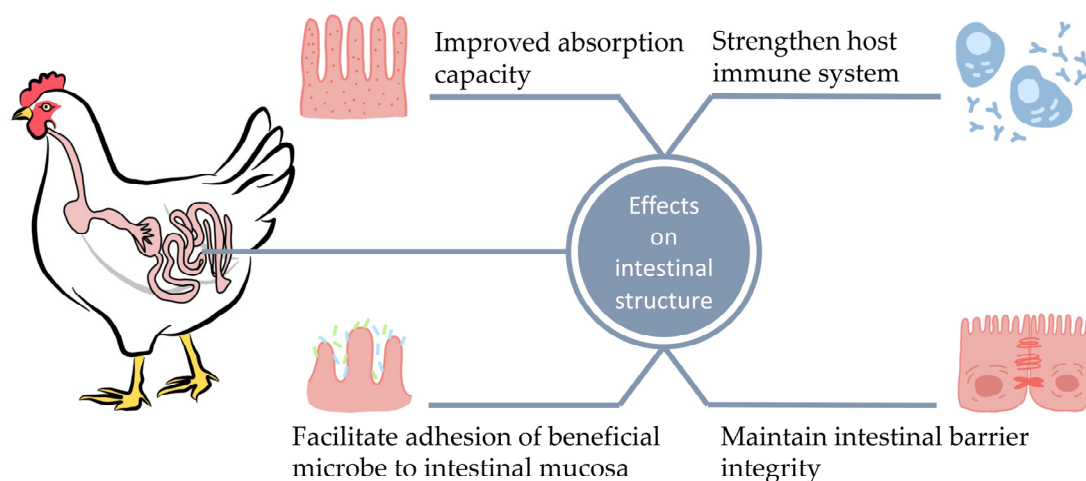 Improved absorption
capacity
Strengthen host
immune system
Effects
on
intestinal
structure
Facilitate adhesion of beneficial
microbe to intestinal mucosa
Maintain intestinal barrier
integrity